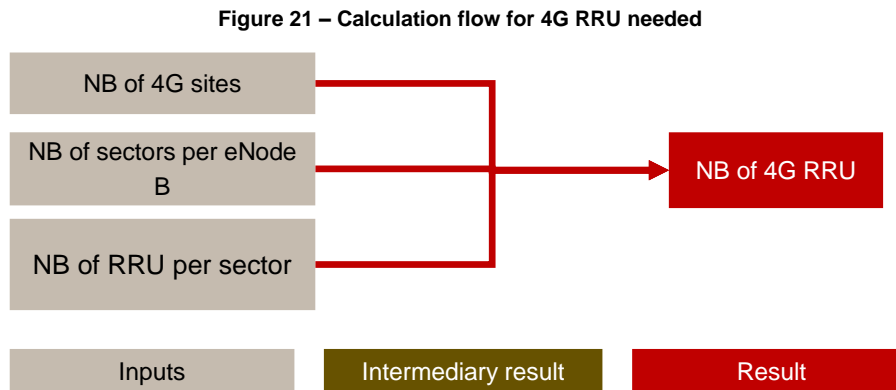 Figure 21 – Calculation flow for 4G RRU needed
NB of 4G sites
NB of sectors per eNode
B
NB of RRU per sector
NB of 4G RRU
Inputs
Intermediary result
Result